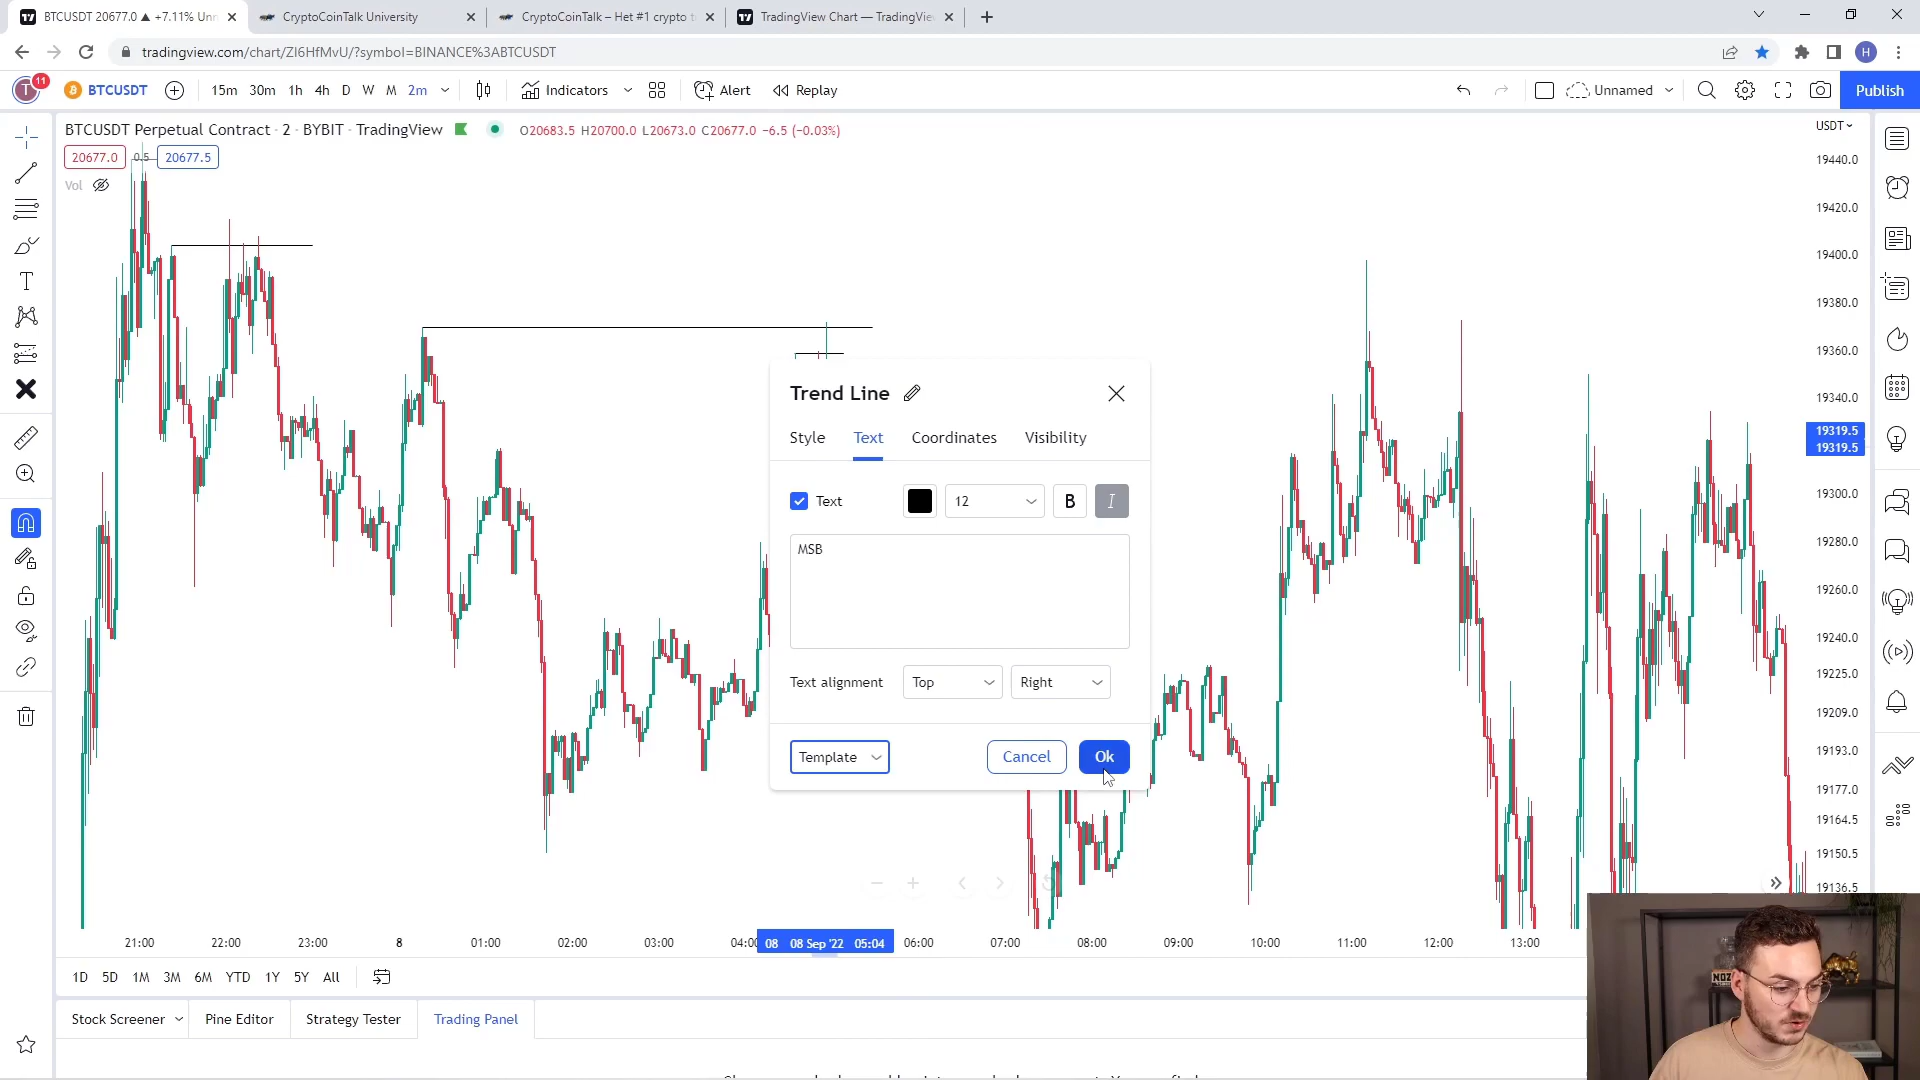 BTCUSDT 20677.0 ▲ +7.11% Unn
CryptoCoinTalk University
CryptoCoinTalk – Het #1 crypto t
TradingView Chart — TradingVie
tradingview.com/chart/ZI6HfMvU/?symbol=BINANCE%3ABTCUSDT
H
T 11
BTCUSDT
15m 30m 1h 4h D W M 2m
Indicators
Alert
Replay
Unnamed
Publish
BTCUSDT Perpetual Contract · 2 · BYBIT · TradingView
O20683.5 H20700.0 L20673.0 C20677.0 −6.5 (−0.03%)
USDT
20677.0 0.5 20677.5
Vol
19440.0
19420.0
19400.0
19380.0
19360.0
19340.0
19319.5
19319.5
19300.0
19280.0
19260.0
19240.0
19225.0
19209.0
19193.0
19177.0
19164.5
19150.5
19136.5
Trend Line
Style Text Coordinates Visibility
Text
12
B
I
MSB
Text alignment
Top
Right
Template
Cancel
Ok
21:00 22:00 23:00 8 01:00 02:00 03:00 04:00 08 08 Sep '22 05:04 06:00 07:00 08:00 09:00 10:00 11:00 12:00 13:00
1D 5D 1M 3M 6M YTD 1Y 5Y All
Stock Screener
Pine Editor
Strategy Tester
Trading Panel